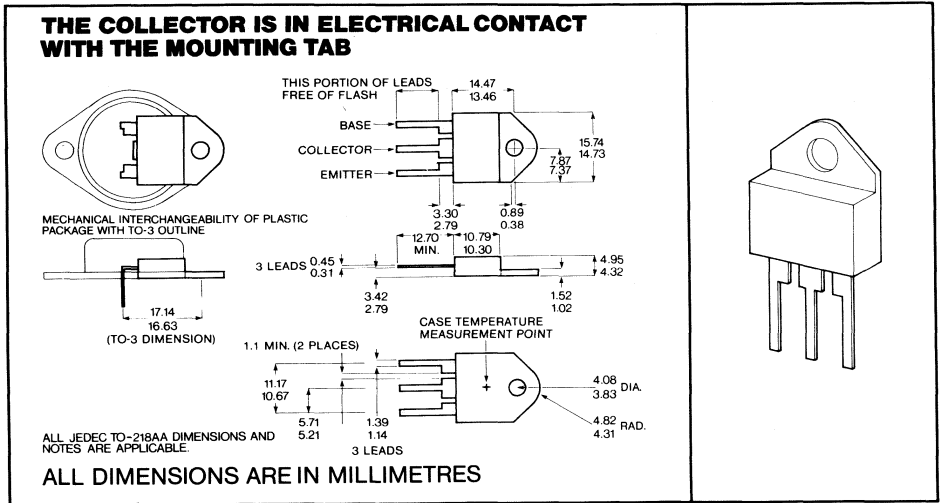 THE COLLECTOR IS IN ELECTRICAL CONTACT
WITH THE MOUNTING TAB
THIS PORTION OF LEADS
FREE OF FLASH
14.47
13.46
BASE
COLLECTOR
EMITTER
15.74
14.73
7.87
7.37
3.30
2.79
0.89
0.38
MECHANICAL INTERCHANGEABILITY OF PLASTIC
PACKAGE WITH TO-3 OUTLINE
12.70
MIN.
10.79
10.30
3 LEADS 0.45
0.31
4.95
4.32
3.42
2.79
1.52
1.02
17.14
16.63
(TO-3 DIMENSION)
CASE TEMPERATURE
MEASUREMENT POINT
1.1 MIN. (2 PLACES)
11.17
10.67
5.71
5.21
1.39
1.14
3 LEADS
4.08 DIA.
3.83
4.82 RAD.
4.31
ALL JEDEC TO-218AA DIMENSIONS AND
NOTES ARE APPLICABLE.
ALL DIMENSIONS ARE IN MILLIMETRES